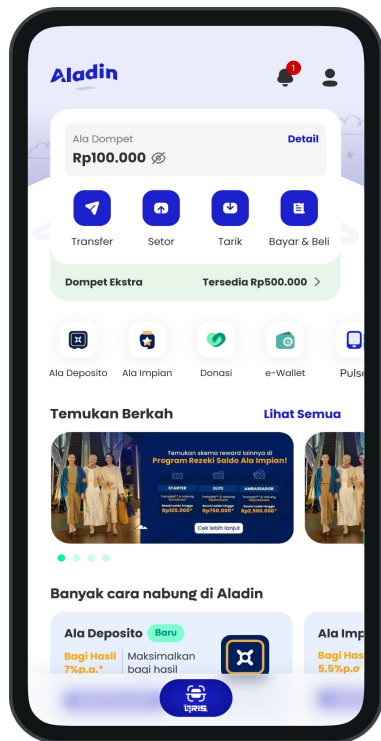 Aladin
1
Ala Dompet
Detail
Rp100.000
Transfer
Setor
Tarik
Bayar & Beli
Dompet Ekstra
Tersedia Rp500.000
Ala Deposito
Ala Impian
Donasi
e-Wallet
Puls
Temukan Berkah
Lihat Semua
Temukan skema reward lainnya di
Program Rezeki Saldo Ala Impian!
STARTER
ELITE
AMBASSADOR
Rp125.000*
Rp750.000*
Rp2.500.000*
Cek lebih lanjut
Banyak cara nabung di Aladin
Ala Deposito
Baru
Bagi Hasil
7%p.a.*
Maksimalkan
bagi hasil
Ala Imp
Bagi Has
5.5%p.a
QRIS